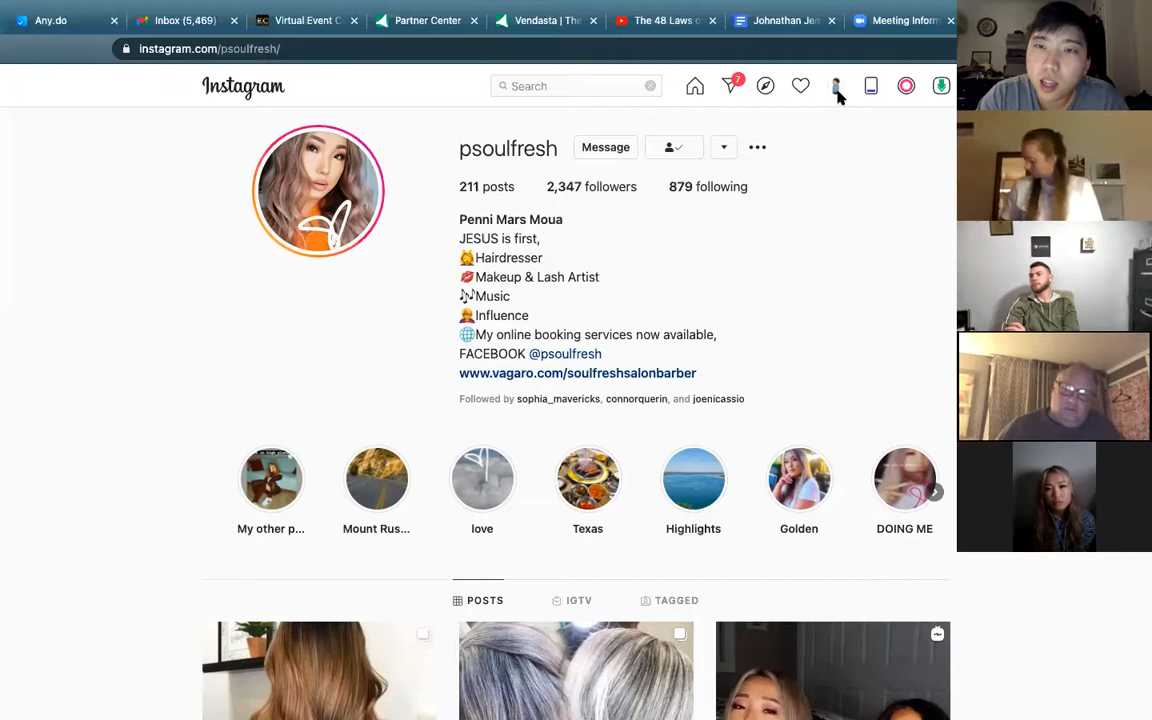 Any.do
Inbox (5,469)
Virtual Event C
Partner Center
Vendasta | The
The 48 Laws o
Johnathan Jen
Meeting Inform
instagram.com/psoulfresh/
Instagram
Search
7
psoulfresh
Message
211 posts 2,347 followers 879 following
Penni Mars Moua
JESUS is first,
Hairdresser
Makeup & Lash Artist
Music
Influence
My online booking services now available,
FACEBOOK @psoulfresh
www.vagaro.com/soulfreshsalonbarber
Followed by sophia_mavericks, connorquerin, and joenicassio
My other p...
Mount Rus...
love
Texas
Highlights
Golden
DOING ME
POSTS
IGTV
TAGGED